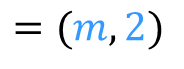 = (m, 2)